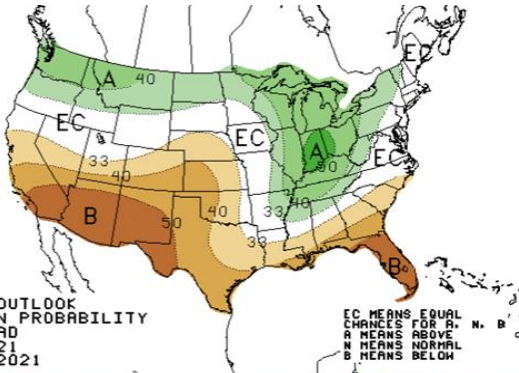 EC
A 40
EC
EC
A
50
EC
33
40
40
33
40
B
50
33
B
OUTLOOK
N PROBABILITY
AD
21
2021
EC MEANS EQUAL
CHANCES FOR A, N, B
A MEANS ABOVE
N MEANS NORMAL
B MEANS BELOW